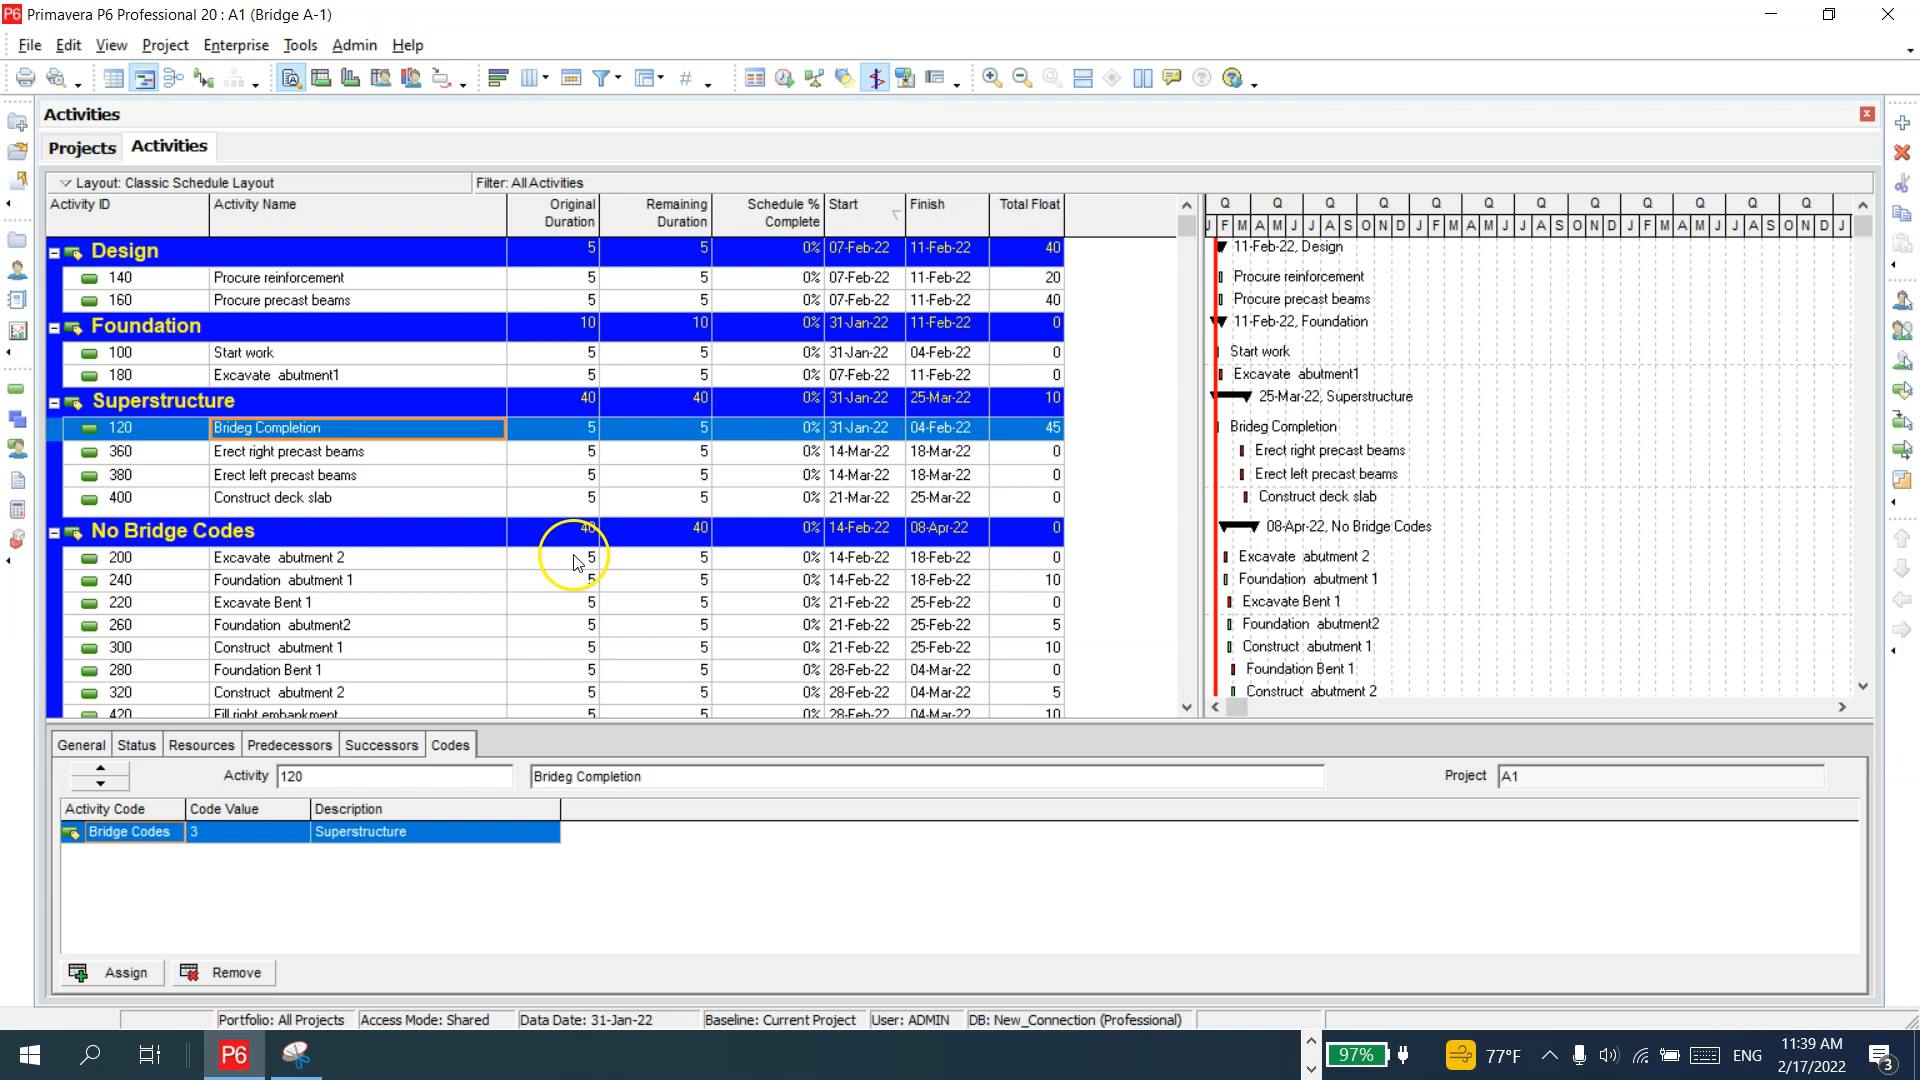 P6 Primavera P6 Professional 20 : A1 (Bridge A-1)
File Edit View Project Enterprise Tools Admin Help
Activities
Projects Activities
Layout: Classic Schedule Layout Filter: All Activities
Activity ID Activity Name Original Duration Remaining Duration Schedule % Complete Start Finish Total Float
Q Q Q Q Q Q Q Q Q Q Q Q
J F M A M J J A S O N D J F M A M J J A S O N D J F M A M J J A S O N D J
Design 5 5 0% 07-Feb-22 11-Feb-22 40 11-Feb-22, Design
140 Procure reinforcement 5 5 0% 07-Feb-22 11-Feb-22 20 Procure reinforcement
160 Procure precast beams 5 5 0% 07-Feb-22 11-Feb-22 40 Procure precast beams
Foundation 10 10 0% 31-Jan-22 11-Feb-22 0 11-Feb-22, Foundation
100 Start work 5 5 0% 31-Jan-22 04-Feb-22 0 Start work
180 Excavate abutment1 5 5 0% 07-Feb-22 11-Feb-22 0 Excavate abutment1
Superstructure 40 40 0% 31-Jan-22 25-Mar-22 10 25-Mar-22, Superstructure
120 Brideg Completion 5 5 0% 31-Jan-22 04-Feb-22 45 Brideg Completion
360 Erect right precast beams 5 5 0% 14-Mar-22 18-Mar-22 0 Erect right precast beams
380 Erect left precast beams 5 5 0% 14-Mar-22 18-Mar-22 0 Erect left precast beams
400 Construct deck slab 5 5 0% 21-Mar-22 25-Mar-22 0 Construct deck slab
No Bridge Codes 40 40 0% 14-Feb-22 08-Apr-22 0 08-Apr-22, No Bridge Codes
200 Excavate abutment 2 5 5 0% 14-Feb-22 18-Feb-22 0 Excavate abutment 2
240 Foundation abutment 1 5 5 0% 14-Feb-22 18-Feb-22 10 Foundation abutment 1
220 Excavate Bent 1 5 5 0% 21-Feb-22 25-Feb-22 0 Excavate Bent 1
260 Foundation abutment2 5 5 0% 21-Feb-22 25-Feb-22 5 Foundation abutment2
300 Construct abutment 1 5 5 0% 21-Feb-22 25-Feb-22 10 Construct abutment 1
280 Foundation Bent 1 5 5 0% 28-Feb-22 04-Mar-22 0 Foundation Bent 1
320 Construct abutment 2 5 5 0% 28-Feb-22 04-Mar-22 5 Construct abutment 2
420 Fill right embankment 5 5 0% 28-Feb-22 04-Mar-22 10
General Status Resources Predecessors Successors Codes
Activity 120 Brideg Completion Project A1
Activity Code Code Value Description
Bridge Codes 3 Superstructure
Assign Remove
Portfolio: All Projects Access Mode: Shared Data Date: 31-Jan-22 Baseline: Current Project User: ADMIN DB: New_Connection (Professional)
P6 97% 77°F ENG 11:39 AM
2/17/2022 3